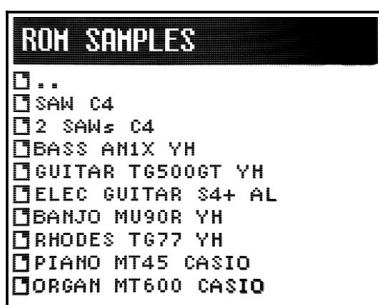 ROM SAMPLES
..
SAW C4
2 SAWs C4
BASS AN1X YH
GUITAR TG500GT YH
ELEC GUITAR S4+ AL
BANJO MU90R YH
RHODES TG77 YH
PIANO MT45 CASIO
ORGAN MT600 CASIO